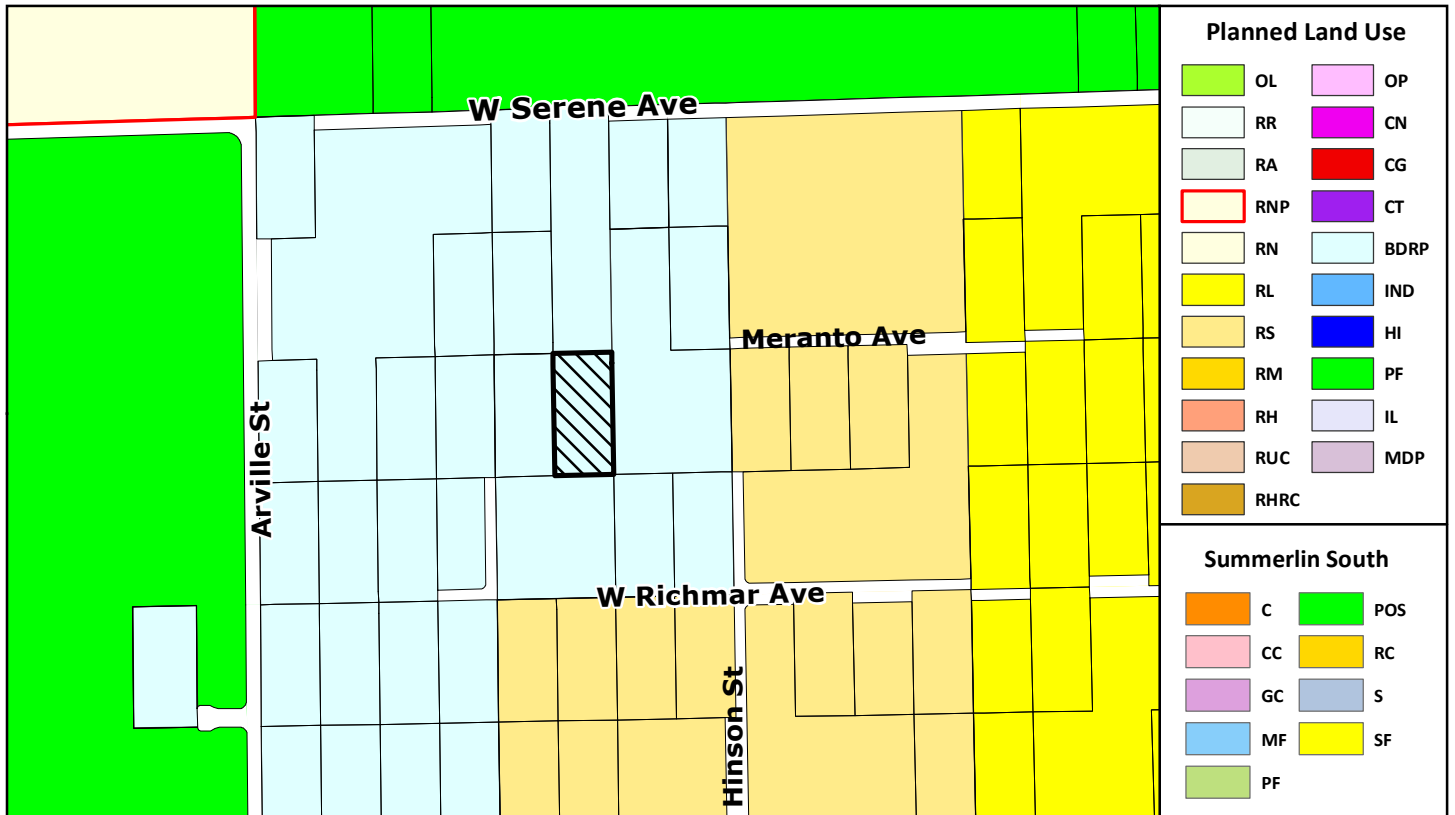 W Serene Ave
Meranto Ave
Arville St
W Richmar Ave
Hinson St
Planned Land Use
OL OP
RR CN
RA CG
RNP CT
RN BDRP
RL IND
RS HI
RM PF
RH IL
RUC MDP
RHRC
Summerlin South
C POS
CC RC
GC S
MF SF
PF